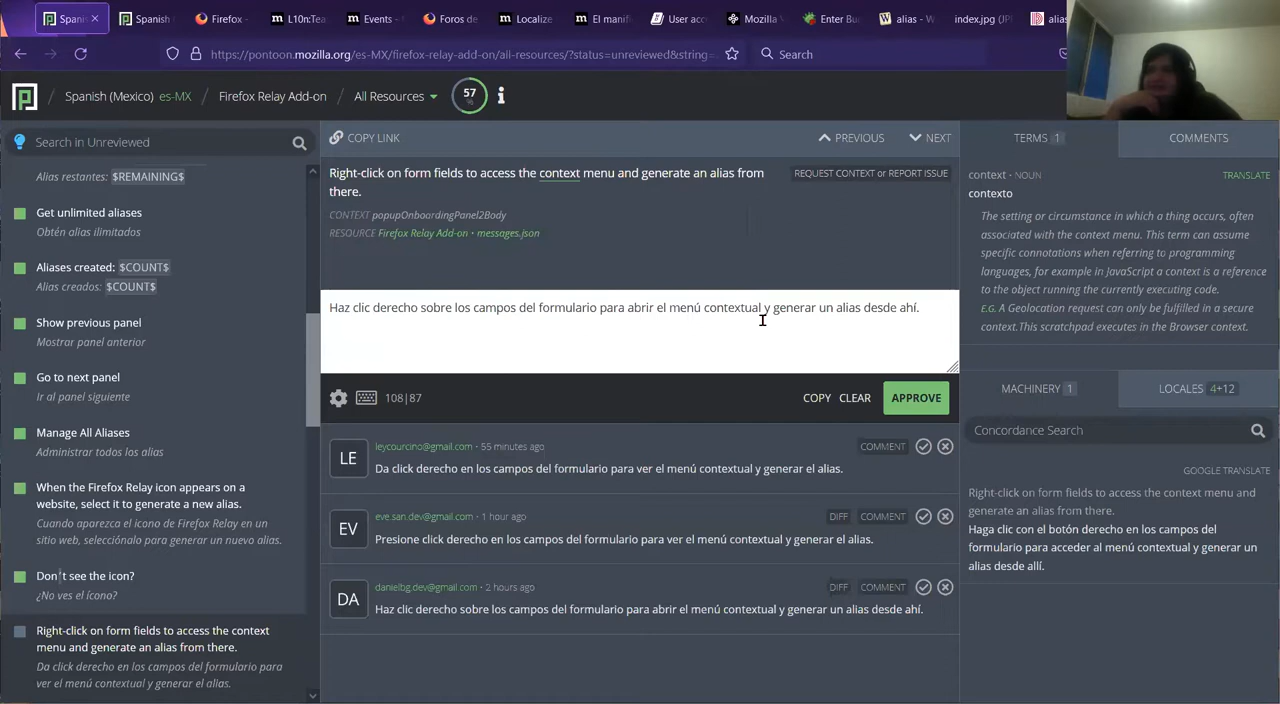 Spanish (
Spanish (
Firefox -
L10n:Tea
Events -
Foros de
Localize
El manifi
User acc
Mozilla
Enter Bu
alias - W
index.jpg (JP
alias
https://pontoon.mozilla.org/es-MX/firefox-relay-add-on/all-resources/?status=unreviewed&string=
Search
/ Spanish (Mexico) es-MX / Firefox Relay Add-on / All Resources 57 %
Search in Unreviewed
Alias restantes: $REMAINING$
Get unlimited aliases
Obtén alias ilimitados
Aliases created: $COUNT$
Alias creados: $COUNT$
Show previous panel
Mostrar panel anterior
Go to next panel
Ir al panel siguiente
Manage All Aliases
Administrar todos los alias
When the Firefox Relay icon appears on a
website, select it to generate a new alias.
Cuando aparezca el icono de Firefox Relay en un
sitio web, selecciónalo para generar un nuevo alias.
Don't see the icon?
¿No ves el ícono?
Right-click on form fields to access the context
menu and generate an alias from there.
Da click derecho en los campos del formulario para
ver el menú contextual y generar el alias.
COPY LINK
PREVIOUS
NEXT
Right-click on form fields to access the context menu and generate an alias from
there.
REQUEST CONTEXT or REPORT ISSUE
CONTEXT popupOnboardingPanel2Body
RESOURCE Firefox Relay Add-on • messages.json
Haz clic derecho sobre los campos del formulario para abrir el menú contextual y generar un alias desde ahí.
108|87
COPY
CLEAR
APPROVE
LE
leycourcino@gmail.com • 55 minutes ago
COMMENT
Da click derecho en los campos del formulario para ver el menú contextual y generar el alias.
EV
eve.san.dev@gmail.com • 1 hour ago
DIFF
COMMENT
Presione click derecho en los campos del formulario para ver el menú contextual y generar el alias.
DA
danielbg.dev@gmail.com • 2 hours ago
DIFF
COMMENT
Haz clic derecho sobre los campos del formulario para abrir el menú contextual y generar un alias desde ahí.
TERMS 1
COMMENTS
context • NOUN
TRANSLATE
contexto
The setting or circumstance in which a thing occurs, often
associated with the context menu. This term can assume
specific connotations when referring to programming
languages, for example in JavaScript a context is a reference
to the object running the currently executing code.
E.G. A Geolocation request can only be fulfilled in a secure
context.This scratchpad executes in the Browser context.
MACHINERY 1
LOCALES 4+12
Concordance Search
GOOGLE TRANSLATE
Right-click on form fields to access the context menu and
generate an alias from there.
Haga clic con el botón derecho en los campos del
formulario para acceder al menú contextual y generar un
alias desde allí.